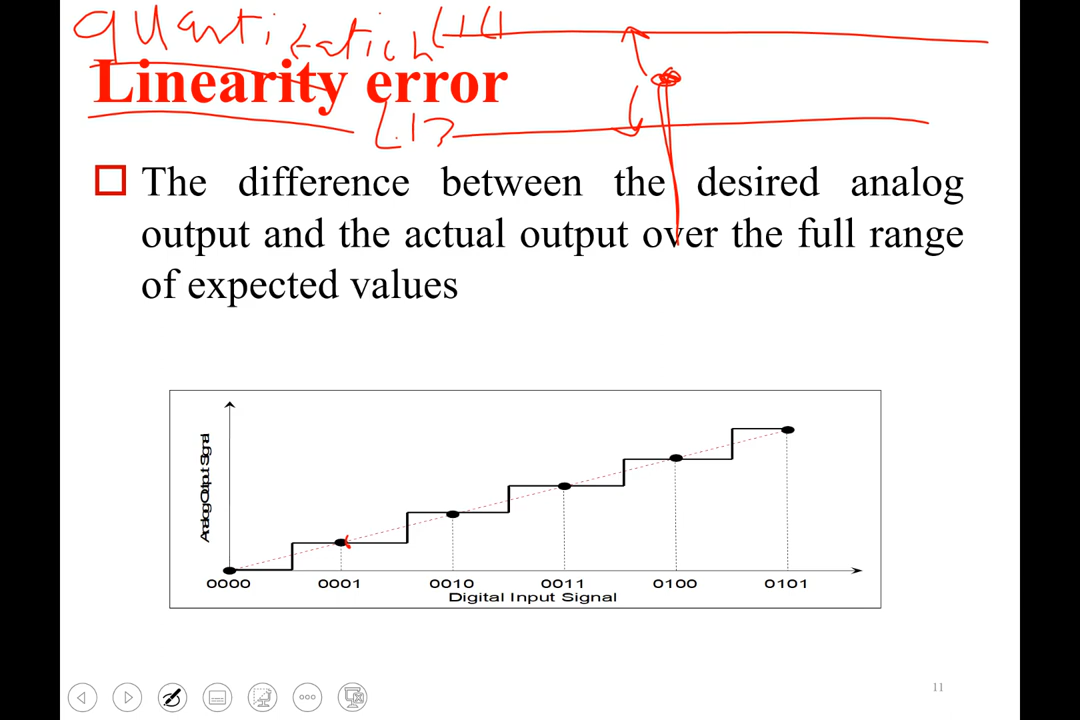 quantization
Linearity error
The difference between the desired analog
output and the actual output over the full range
of expected values
Analog Output Signal
0000 0001 0010 0011 0100 0101
Digital Input Signal
11